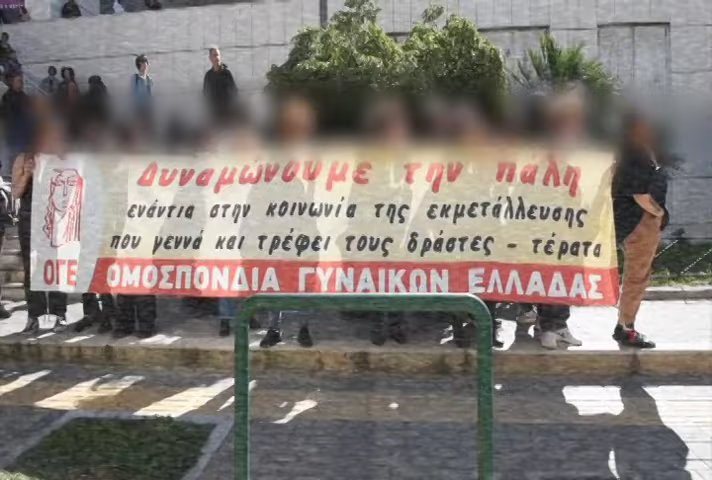 Δυναμώνουμε την πάλη
ενάντια στην κοινωνία της εκμετάλλευσης
που γεννά και τρέφει τους δράστες - τέρατα
ΟΓΕ ΟΜΟΣΠΟΝΔΙΑ ΓΥΝΑΙΚΩΝ ΕΛΛΑΔΑΣ